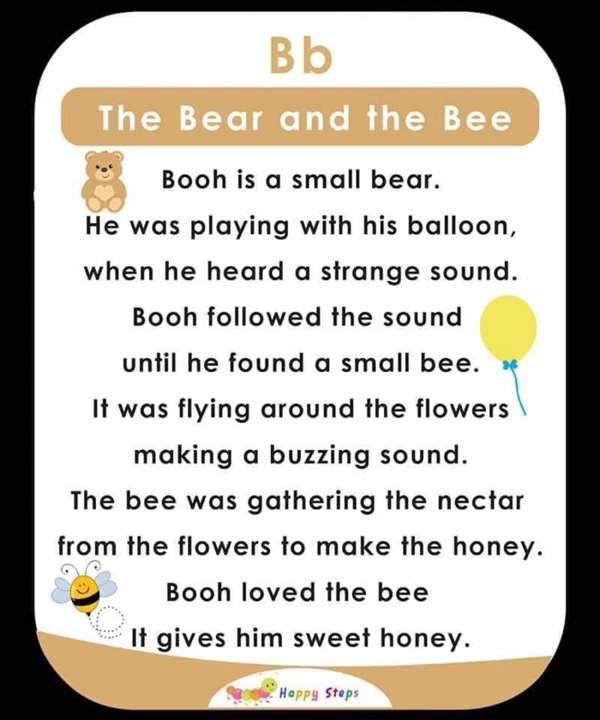 Bb
The Bear and the Bee
Booh is a small bear.
He was playing with his balloon,
when he heard a strange sound.
Booh followed the sound
until he found a small bee.
It was flying around the flowers
making a buzzing sound.
The bee was gathering the nectar
from the flowers to make the honey.
Booh loved the bee
It gives him sweet honey.
Happy Steps